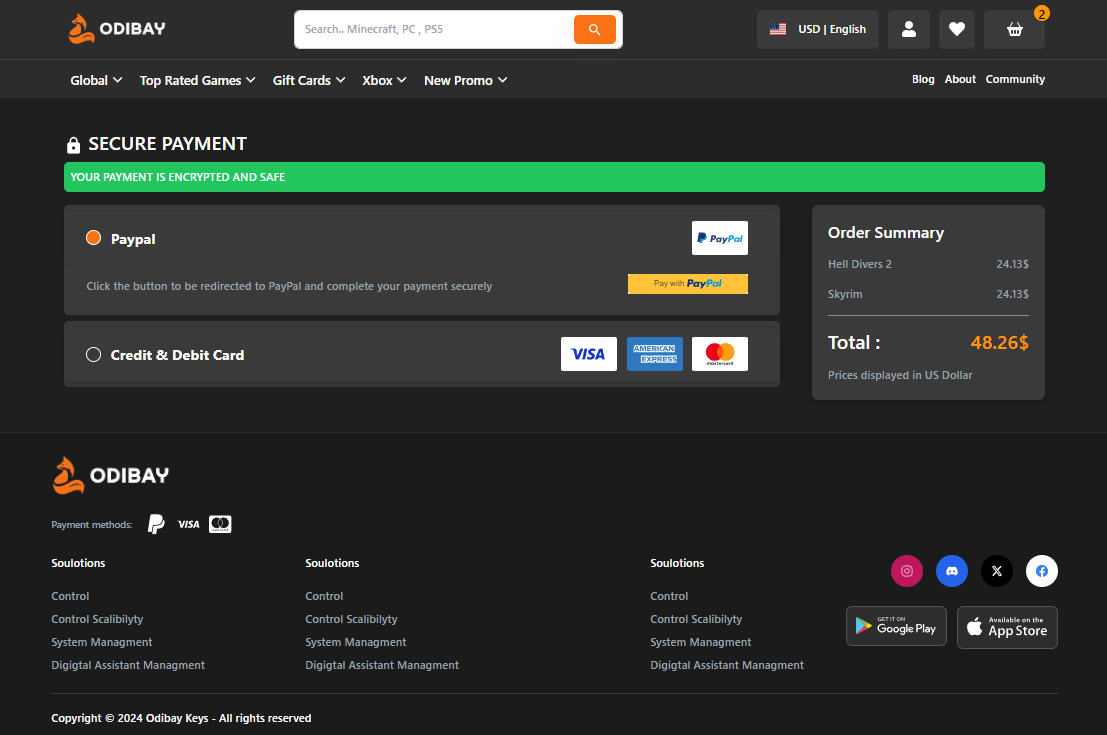 ODIBAY
Search.. Minecraft, PC , PS5
USD | English
2
Global
Top Rated Games
Gift Cards
Xbox
New Promo
Blog
About
Community
SECURE PAYMENT
YOUR PAYMENT IS ENCRYPTED AND SAFE
Paypal
PayPal
Click the button to be redirected to PayPal and complete your payment securely
Pay with PayPal
Credit & Debit Card
VISA
AMERICAN
EXPRESS
mastercard
Order Summary
Hell Divers 2 24.13$
Skyrim 24.13$
Total : 48.26$
Prices displayed in US Dollar
ODIBAY
Payment methods:
VISA
Soulotions
Control
Control Scalibilyty
System Managment
Digigtal Assistant Managment
Soulotions
Control
Control Scalibilyty
System Managment
Digigtal Assistant Managment
Soulotions
Control
Control Scalibilyty
System Managment
Digigtal Assistant Managment
GET IT ON
Google Play
Available on the
App Store
Copyright © 2024 Odibay Keys - All rights reserved